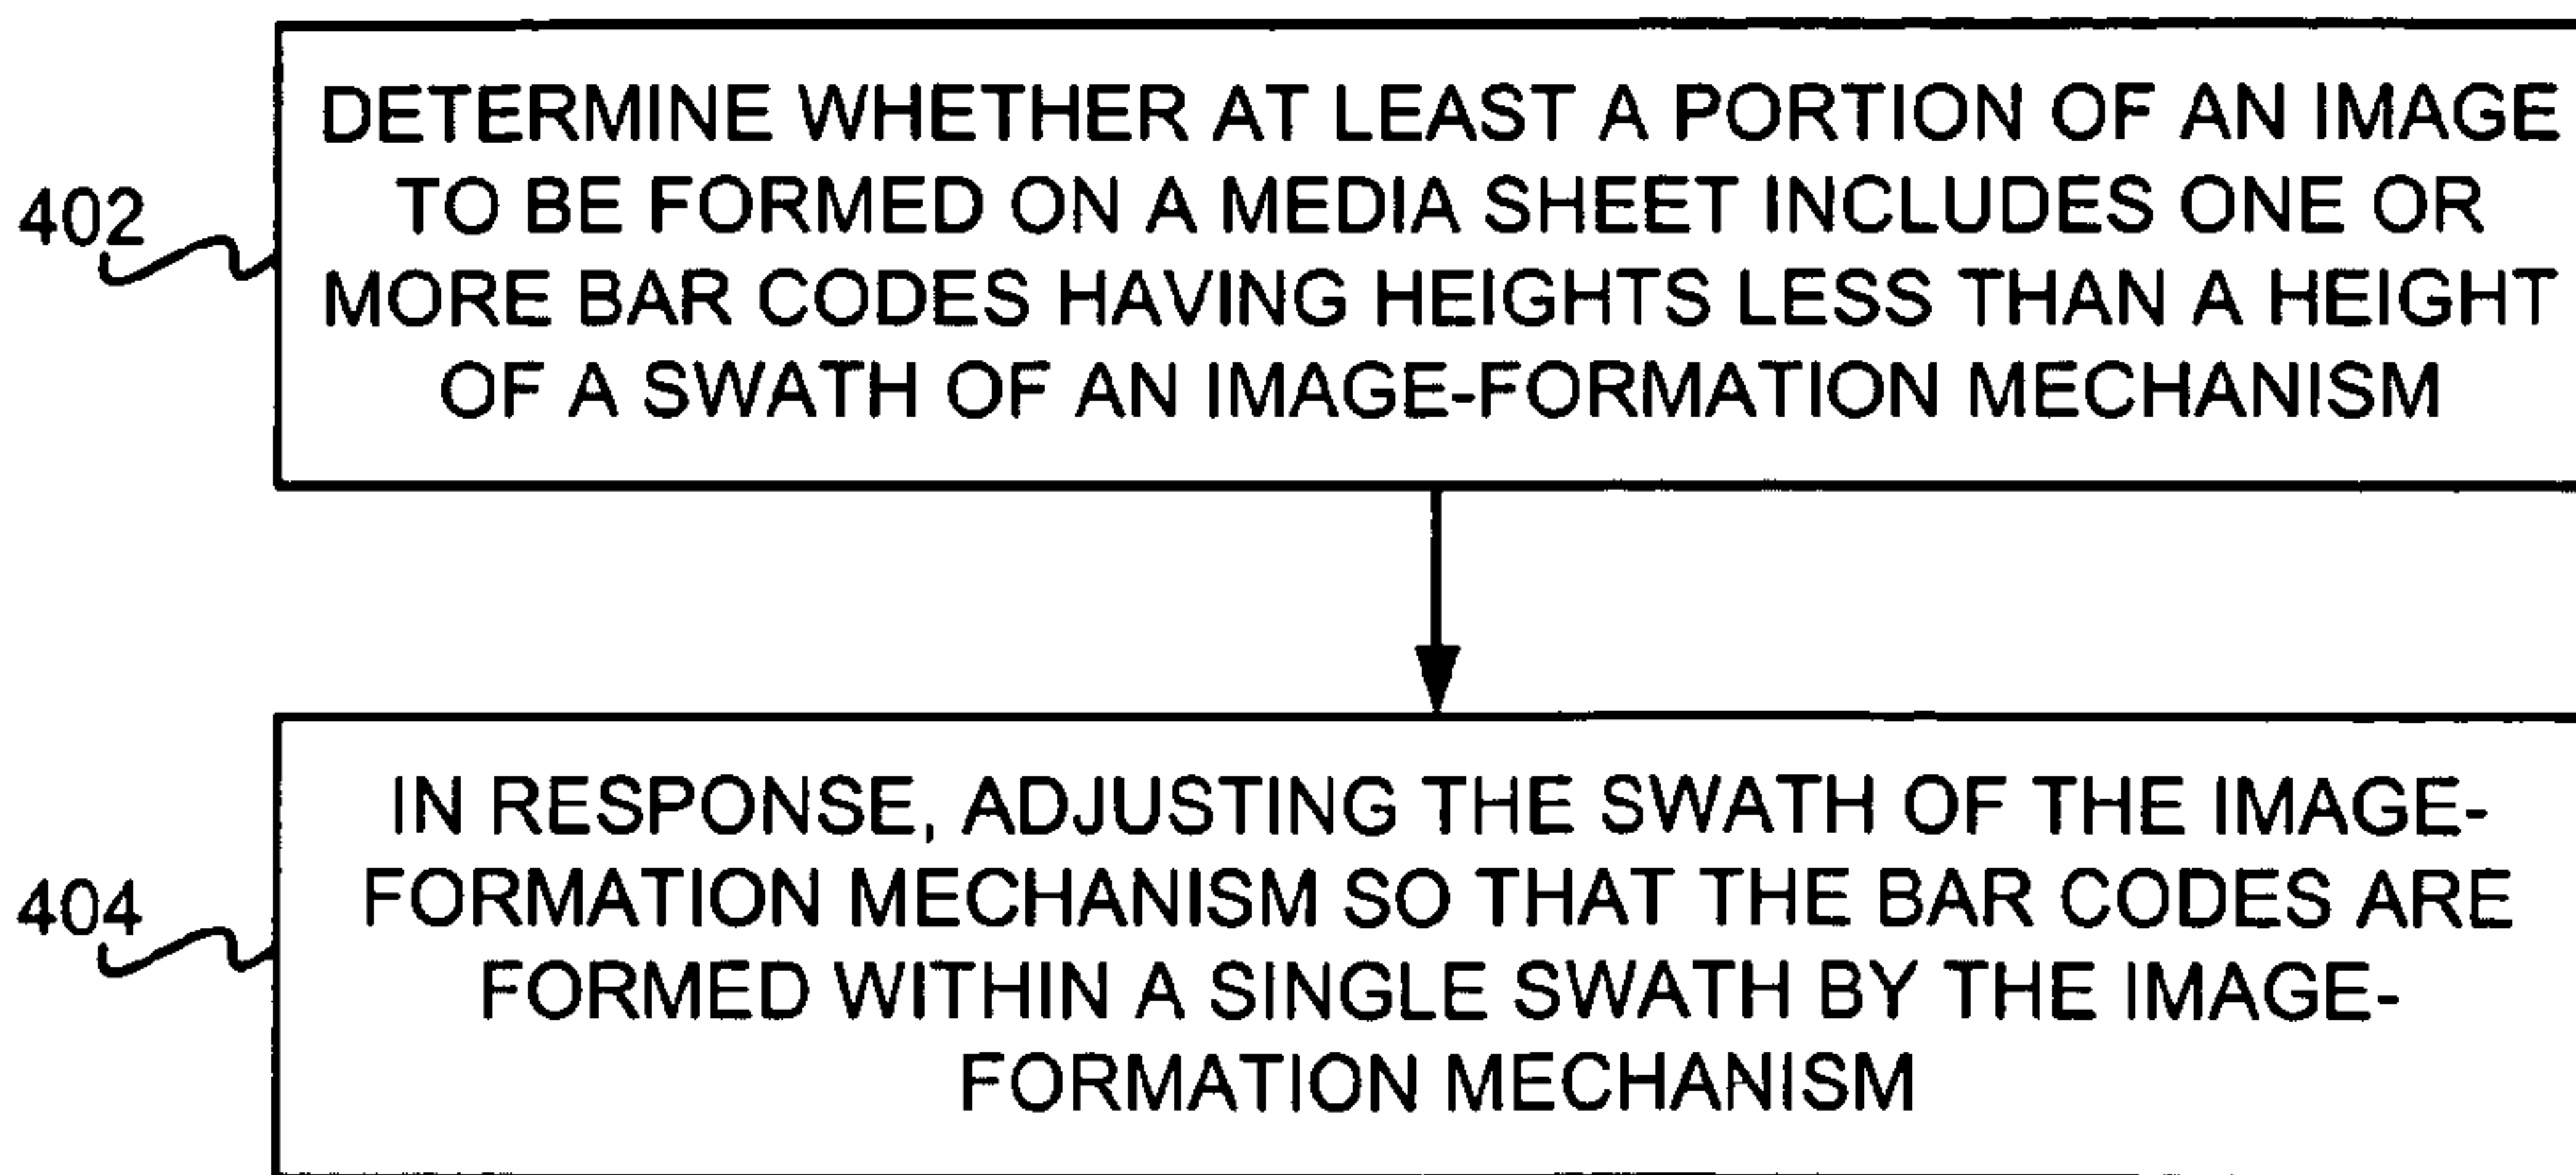 DETERMINE WHETHER AT LEAST A PORTION OF AN IMAGE
TO BE FORMED ON A MEDIA SHEET INCLUDES ONE OR
MORE BAR CODES HAVING HEIGHTS LESS THAN A HEIGHT
OF A SWATH OF AN IMAGE-FORMATION MECHANISM
402
IN RESPONSE, ADJUSTING THE SWATH OF THE IMAGE-
FORMATION MECHANISM SO THAT THE BAR CODES ARE
FORMED WITHIN A SINGLE SWATH BY THE IMAGE-
FORMATION MECHANISM
404